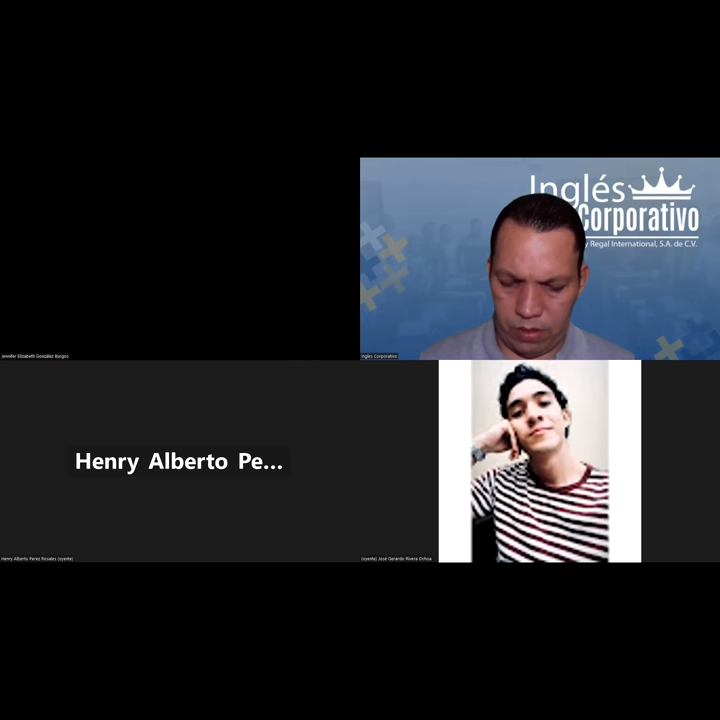 Inglés
Corporativo
y Regal International, S.A. de C.V.
Jennifer Elizabeth González Burgos
Ingles Corporativo
Henry Alberto Pe...
Henry Alberto Perez Rosales (oyente)
(oyente) José Gerardo Rivera Ochoa